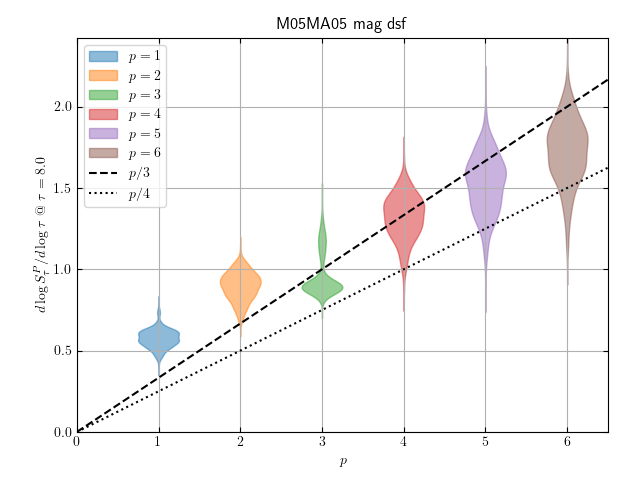 M05MA05 mag dsf
p = 1
p = 2
p = 3
p = 4
p = 5
p = 6
p/3
p/4
d log S_τ^P / d log τ @ τ = 8.0
2.0
1.5
1.0
0.5
0.0
0 1 2 3 4 5 6
p